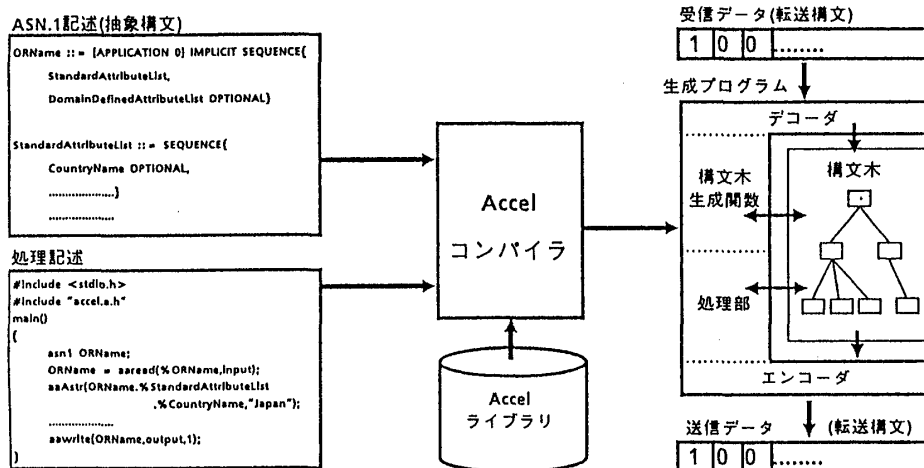 ASN.1記述(抽象構文)
ORName :: = [APPLICATION 0] IMPLICIT SEQUENCE{
StandardAttributeList,
DomainDefinedAttributeList OPTIONAL}
StandardAttributeList :: = SEQUENCE{
CountryName OPTIONAL,
....................}
....................
処理記述
#include <stdio.h>
#include "accel.a.h"
main()
{
asn1 ORName;
ORName = aaread(%ORName,input);
aaAstr(ORName.%StandardAttributeList
.%CountryName,"Japan");
....................
aawrite(ORName,output,1);
}
Accel
コンパイラ
Accel
ライブラリ
受信データ(転送構文)
1 0 0 ........
生成プログラム
デコーダ
構文木
生成関数
構文木
処理部
エンコーダ
送信データ (転送構文)
1 0 0 ........